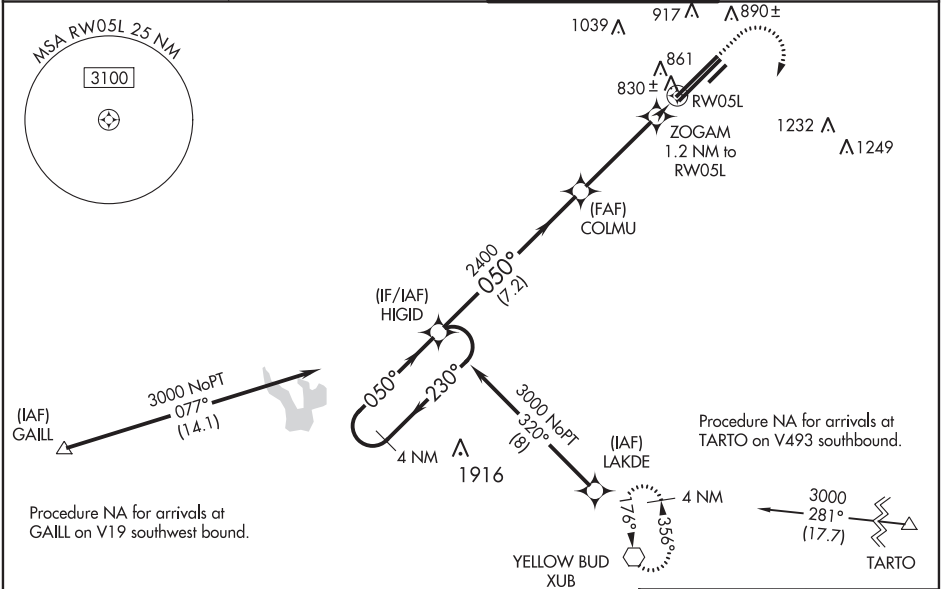 MSA RW05L 25 NM
3100
1039
917
890±
861
830±
RW05L
ZOGAM
1.2 NM to
RW05L
1232
1249
(FAF)
COLMU
2400
050°
(7.2)
(IF/IAF)
HIGID
050°
230°
4 NM
1916
3000 NoPT
077°
(14.1)
(IAF)
GAILL
3000 NoPT
320°
(8)
(IAF)
LAKDE
Procedure NA for arrivals at
TARTO on V493 southbound.
Procedure NA for arrivals at
GAILL on V19 southwest bound.
4 NM
176°
356°
YELLOW BUD
XUB
3000
281°
(17.7)
TARTO